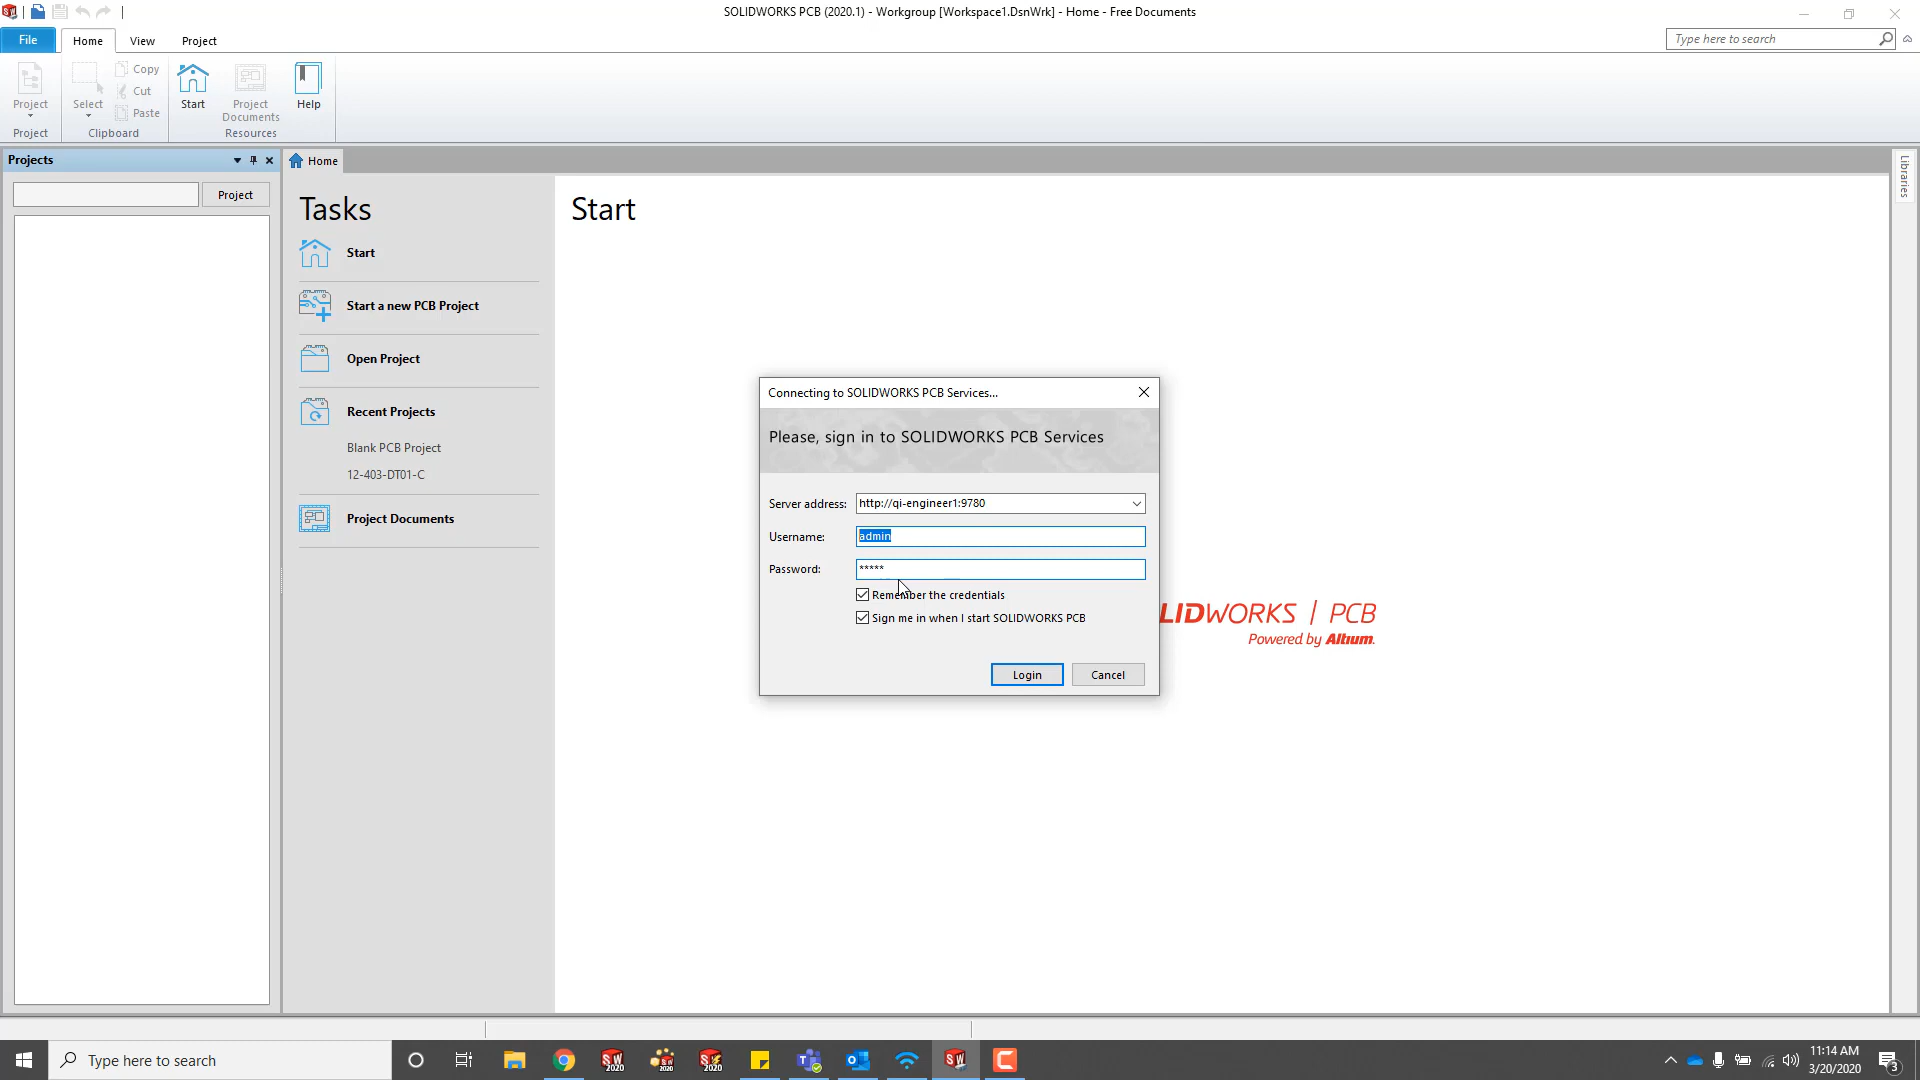 SOLIDWORKS PCB (2020.1) - Workgroup [Workspace1.DsnWrk] - Home - Free Documents
File
Home
View
Project
Type here to search
Project
Select
Copy
Cut
Paste
Start
Project
Documents
Help
Project
Clipboard
Resources
Projects
Home
Libraries
Project
Tasks
Start
Start
Start a new PCB Project
Open Project
Recent Projects
Blank PCB Project
12-403-DT01-C
Project Documents
Connecting to SOLIDWORKS PCB Services...
Please, sign in to SOLIDWORKS PCB Services
Server address:
http://qi-engineer1:9780
Username:
admin
Password:
*****
Remember the credentials
Sign me in when I start SOLIDWORKS PCB
Login
Cancel
LIDWORKS | PCB
Powered by Altium.
Type here to search
SW
2020
2020
2020
11:14 AM
3/20/2020
3